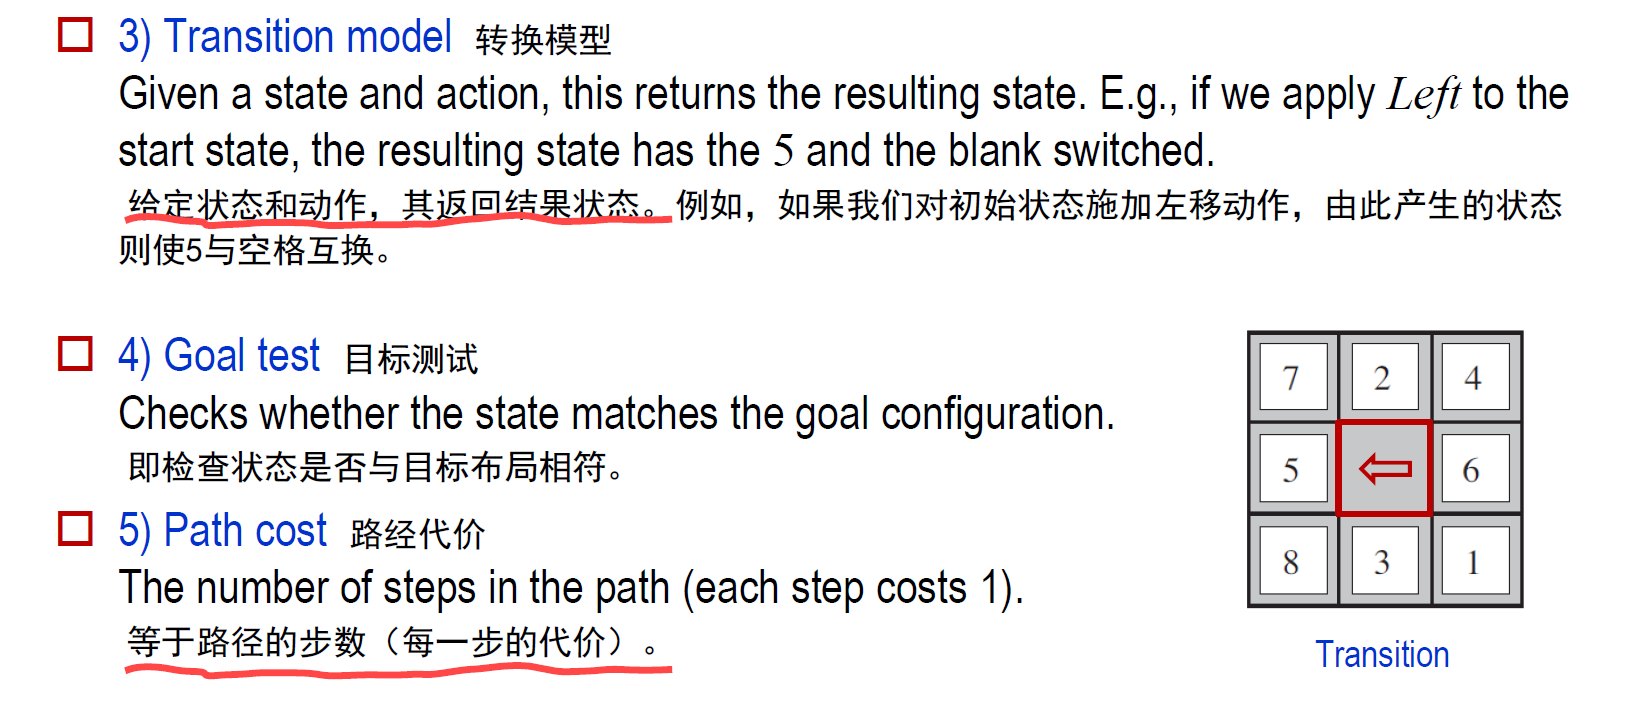 3) Transition model 转换模型
Given a state and action, this returns the resulting state. E.g., if we apply Left to the
start state, the resulting state has the 5 and the blank switched.
给定状态和动作，其返回结果状态。例如，如果我们对初始状态施加左移动作，由此产生的状态
则使5与空格互换。
4) Goal test 目标测试
Checks whether the state matches the goal configuration.
即检查状态是否与目标布局相符。
5) Path cost 路经代价
The number of steps in the path (each step costs 1).
等于路径的步数（每一步的代价）。
7 2 4
5 6
8 3 1
Transition